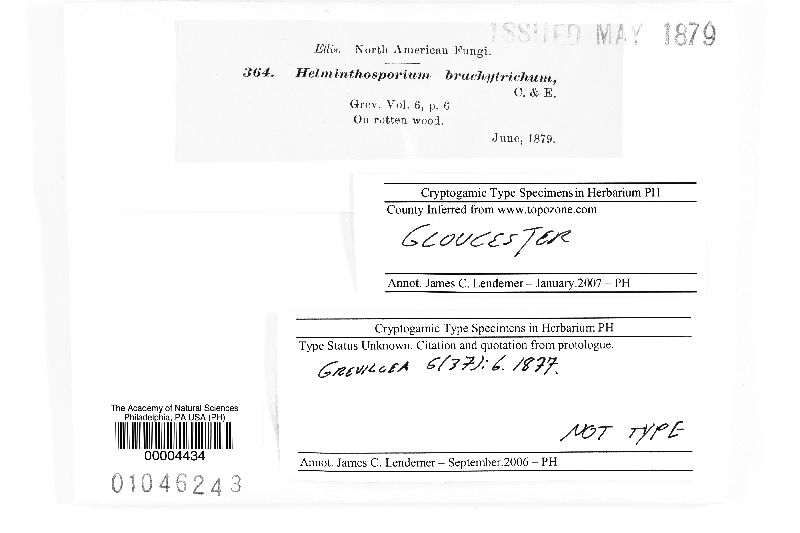 ISSUED MAY 1879
Ellis. North American Fungi.
364. Helminthosporium brachytrichum,
C. & E.
Grev. Vol. 6, p. 6
On rotten wood.
June, 1879.
Cryptogamic Type Specimens in Herbarium PH
County Inferred from www.topozone.com
GLOUCESTER
Annot. James C. Lendemer – January.2007 – PH
Cryptogamic Type Specimens in Herbarium PH
Type Status Unknown. Citation and quotation from protologue.
GREVILLEA 6(37):6. 1877.
NOT TYPE
Annot. James C. Lendemer – September.2006 – PH
The Academy of Natural Sciences
Philadelphia, PA USA (PH)
00004434
01046243